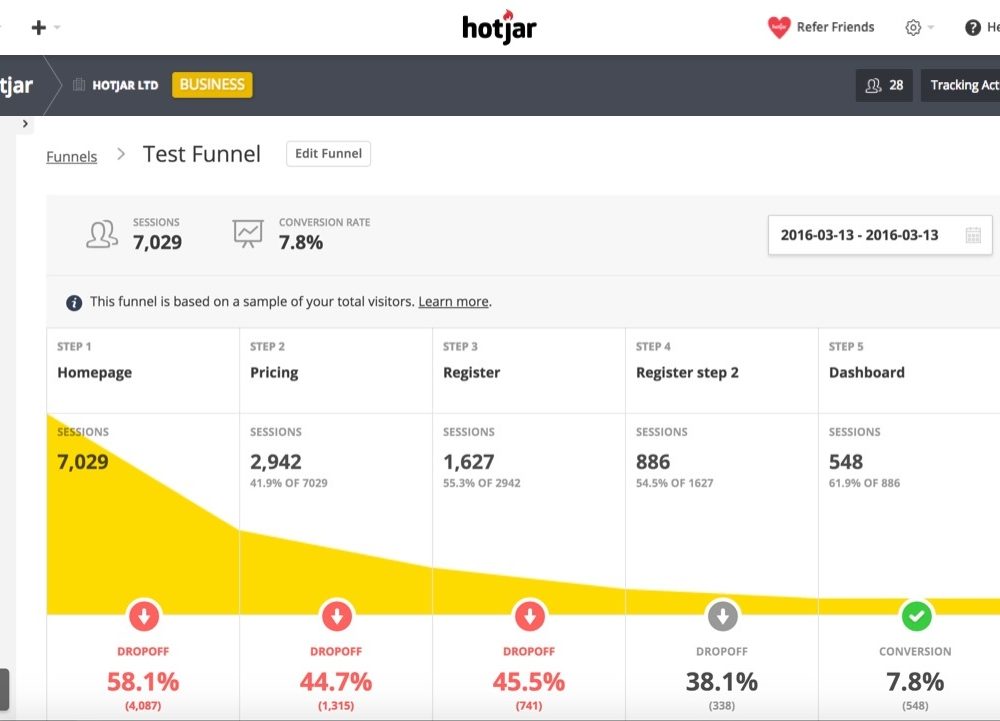 +
hotjar
hotjar Refer Friends
tjar HOTJAR LTD BUSINESS 28 Tracking Act
Funnels > Test Funnel Edit Funnel
SESSIONS
7,029
CONVERSION RATE
7.8%
2016-03-13 - 2016-03-13
This funnel is based on a sample of your total visitors. Learn more.
STEP 1
Homepage
STEP 2
Pricing
STEP 3
Register
STEP 4
Register step 2
STEP 5
Dashboard
SESSIONS
7,029
SESSIONS
2,942
41.9% OF 7029
SESSIONS
1,627
55.3% OF 2942
SESSIONS
886
54.5% OF 1627
SESSIONS
548
61.9% OF 886
DROPOFF
58.1%
(4,087)
DROPOFF
44.7%
(1,315)
DROPOFF
45.5%
(741)
DROPOFF
38.1%
(338)
CONVERSION
7.8%
(548)